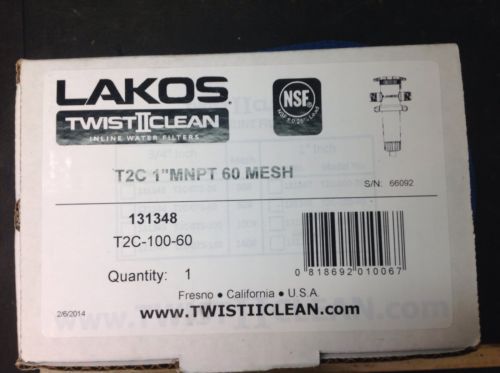 LAKOS
TWISTIICLEAN
INLINE WATER FILTERS
NSF
T2C 1"MNPT 60 MESH
S/N: 66092
131348
T2C-100-60
Quantity: 1
0 818692 010067
Fresno • California • U.S.A.
2/6/2014
www.TWISTIICLEAN.com